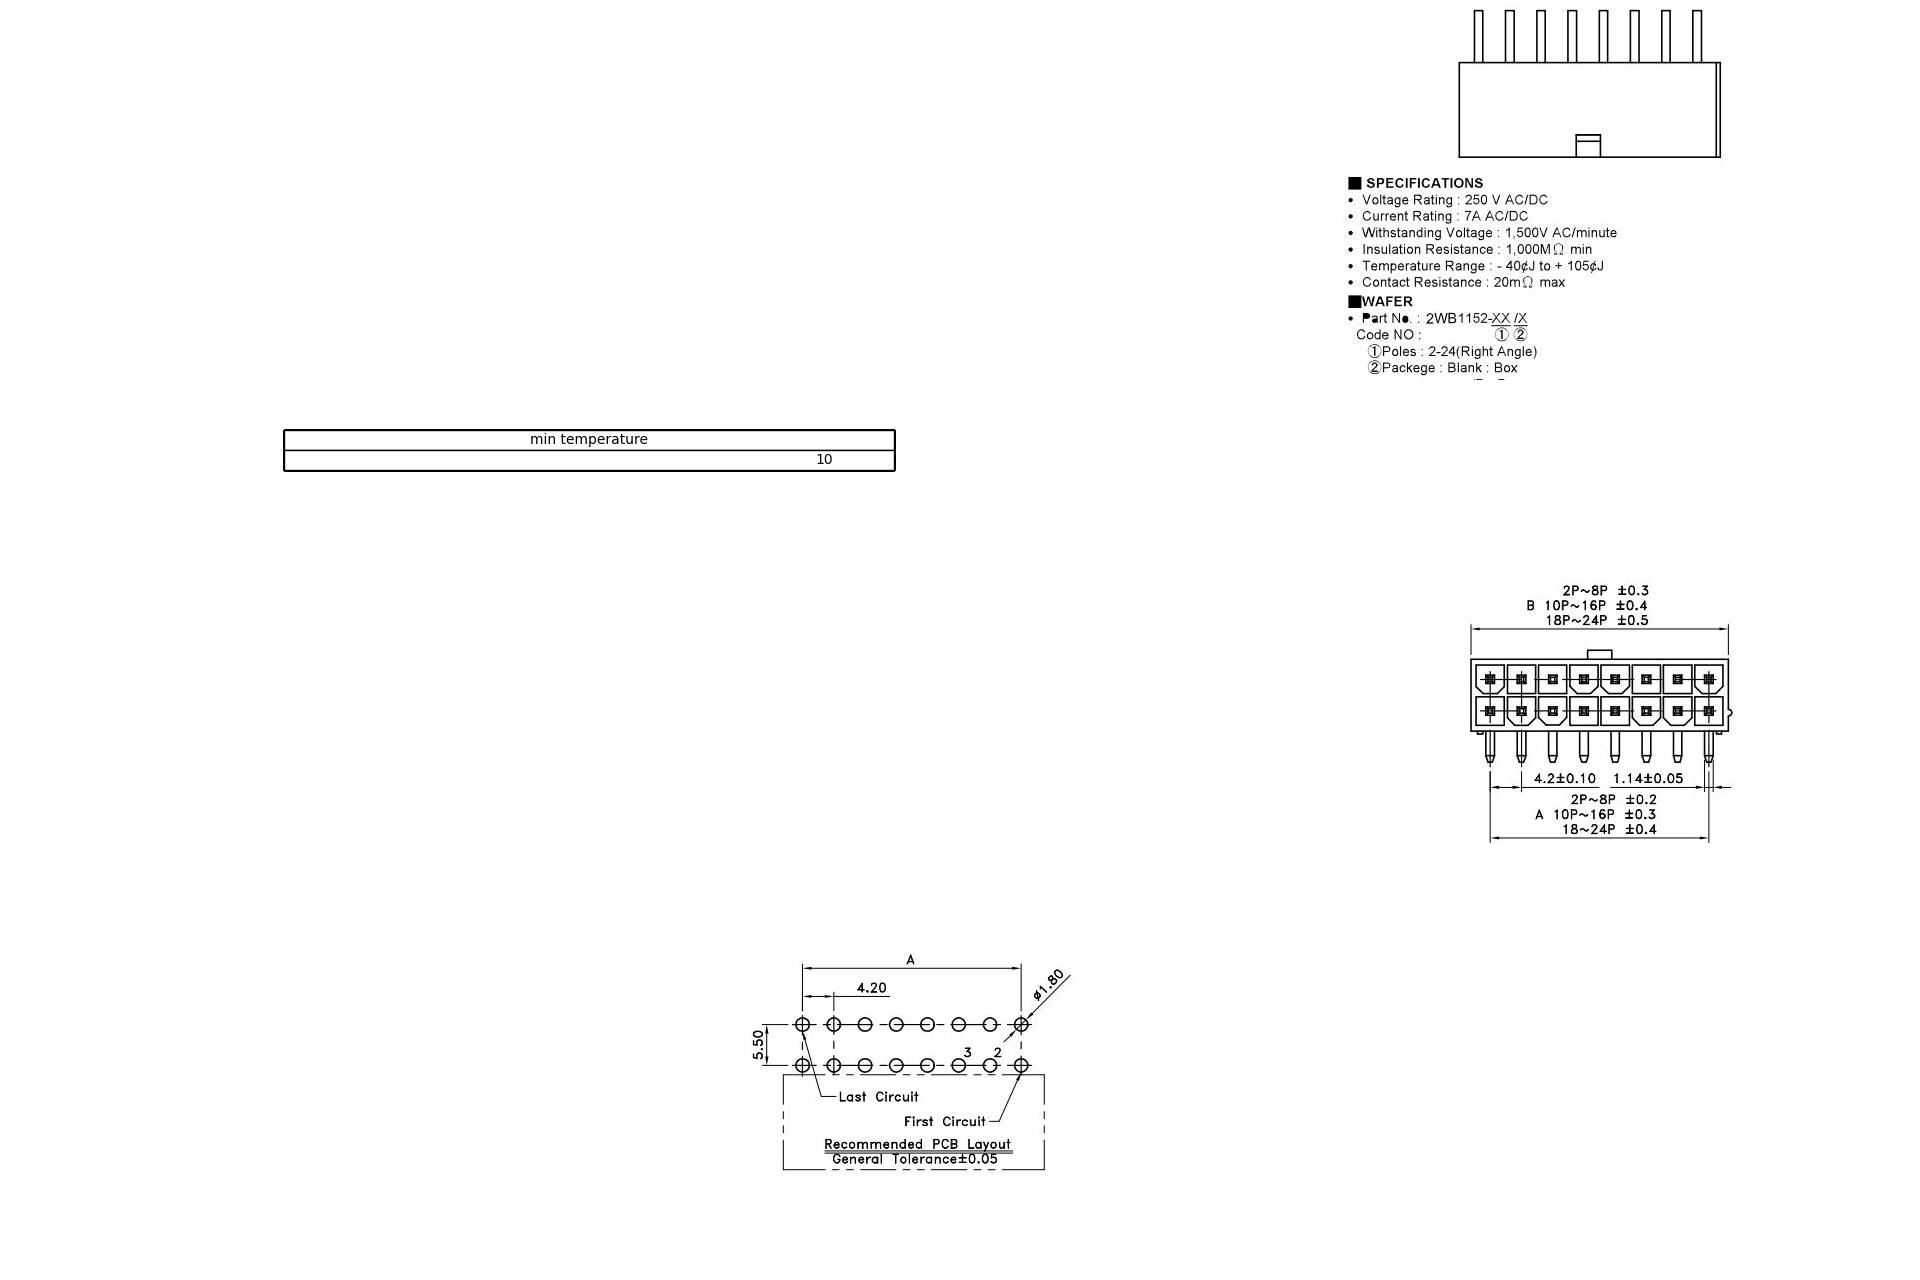 ■ SPECIFICATIONS
• Voltage Rating : 250 V AC/DC
• Current Rating : 7A AC/DC
• Withstanding Voltage : 1,500V AC/minute
• Insulation Resistance : 1,000MΩ min
• Temperature Range : - 40¢J to + 105¢J
• Contact Resistance : 20mΩ max
■WAFER
• Part No. : 2WB1152-XX /X
Code NO : ① ②
①Poles : 2-24(Right Angle)
②Packege : Blank : Box
min temperature
10
2P~8P ±0.3
B 10P~16P ±0.4
18P~24P ±0.5
4.2±0.10 1.14±0.05
2P~8P ±0.2
A 10P~16P ±0.3
18~24P ±0.4
A
4.20
ø1.80
5.50
3 2
Last Circuit
First Circuit
Recommended PCB Layout
General Tolerance±0.05